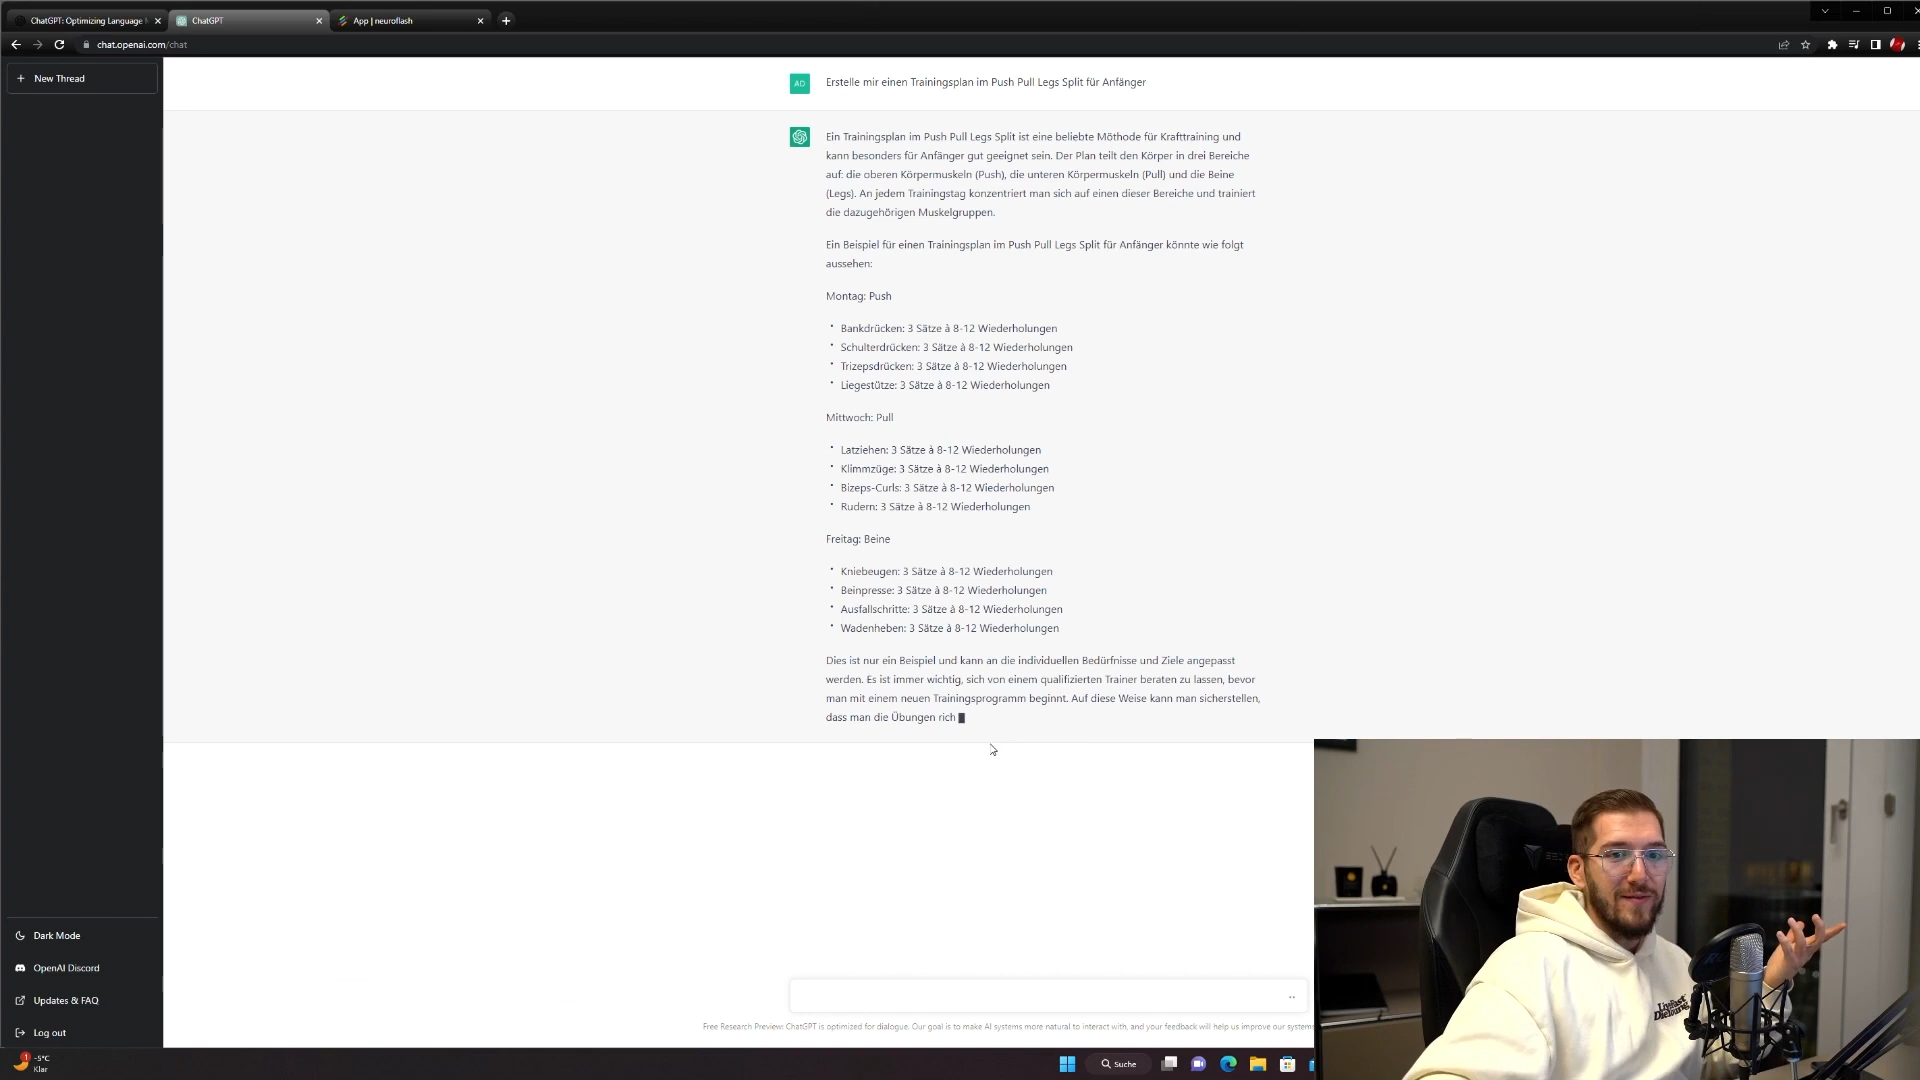 ChatGPT: Optimizing Language
ChatGPT
App | neuroflash
chat.openai.com/chat
New Thread
AD
Erstelle mir einen Trainingsplan im Push Pull Legs Split für Anfänger
Ein Trainingsplan im Push Pull Legs Split ist eine beliebte Möthode für Krafttraining und
kann besonders für Anfänger gut geeignet sein. Der Plan teilt den Körper in drei Bereiche
auf: die oberen Körpermuskeln (Push), die unteren Körpermuskeln (Pull) und die Beine
(Legs). An jedem Trainingstag konzentriert man sich auf einen dieser Bereiche und trainiert
die dazugehörigen Muskelgruppen.
Ein Beispiel für einen Trainingsplan im Push Pull Legs Split für Anfänger könnte wie folgt
aussehen:
Montag: Push
• Bankdrücken: 3 Sätze à 8-12 Wiederholungen
• Schulterdrücken: 3 Sätze à 8-12 Wiederholungen
• Trizepsdrücken: 3 Sätze à 8-12 Wiederholungen
• Liegestütze: 3 Sätze à 8-12 Wiederholungen
Mittwoch: Pull
• Latziehen: 3 Sätze à 8-12 Wiederholungen
• Klimmzüge: 3 Sätze à 8-12 Wiederholungen
• Bizeps-Curls: 3 Sätze à 8-12 Wiederholungen
• Rudern: 3 Sätze à 8-12 Wiederholungen
Freitag: Beine
• Kniebeugen: 3 Sätze à 8-12 Wiederholungen
• Beinpresse: 3 Sätze à 8-12 Wiederholungen
• Ausfallschritte: 3 Sätze à 8-12 Wiederholungen
• Wadenheben: 3 Sätze à 8-12 Wiederholungen
Dies ist nur ein Beispiel und kann an die individuellen Bedürfnisse und Ziele angepasst
werden. Es ist immer wichtig, sich von einem qualifizierten Trainer beraten zu lassen, bevor
man mit einem neuen Trainingsprogramm beginnt. Auf diese Weise kann man sicherstellen,
dass man die Übungen rich
Dark Mode
OpenAI Discord
Updates & FAQ
Log out
Free Research Preview: ChatGPT is optimized for dialogue. Our goal is to make AI systems more natural to interact with, and your feedback will help us improve our systems
1
-5°C
Klar
Suche